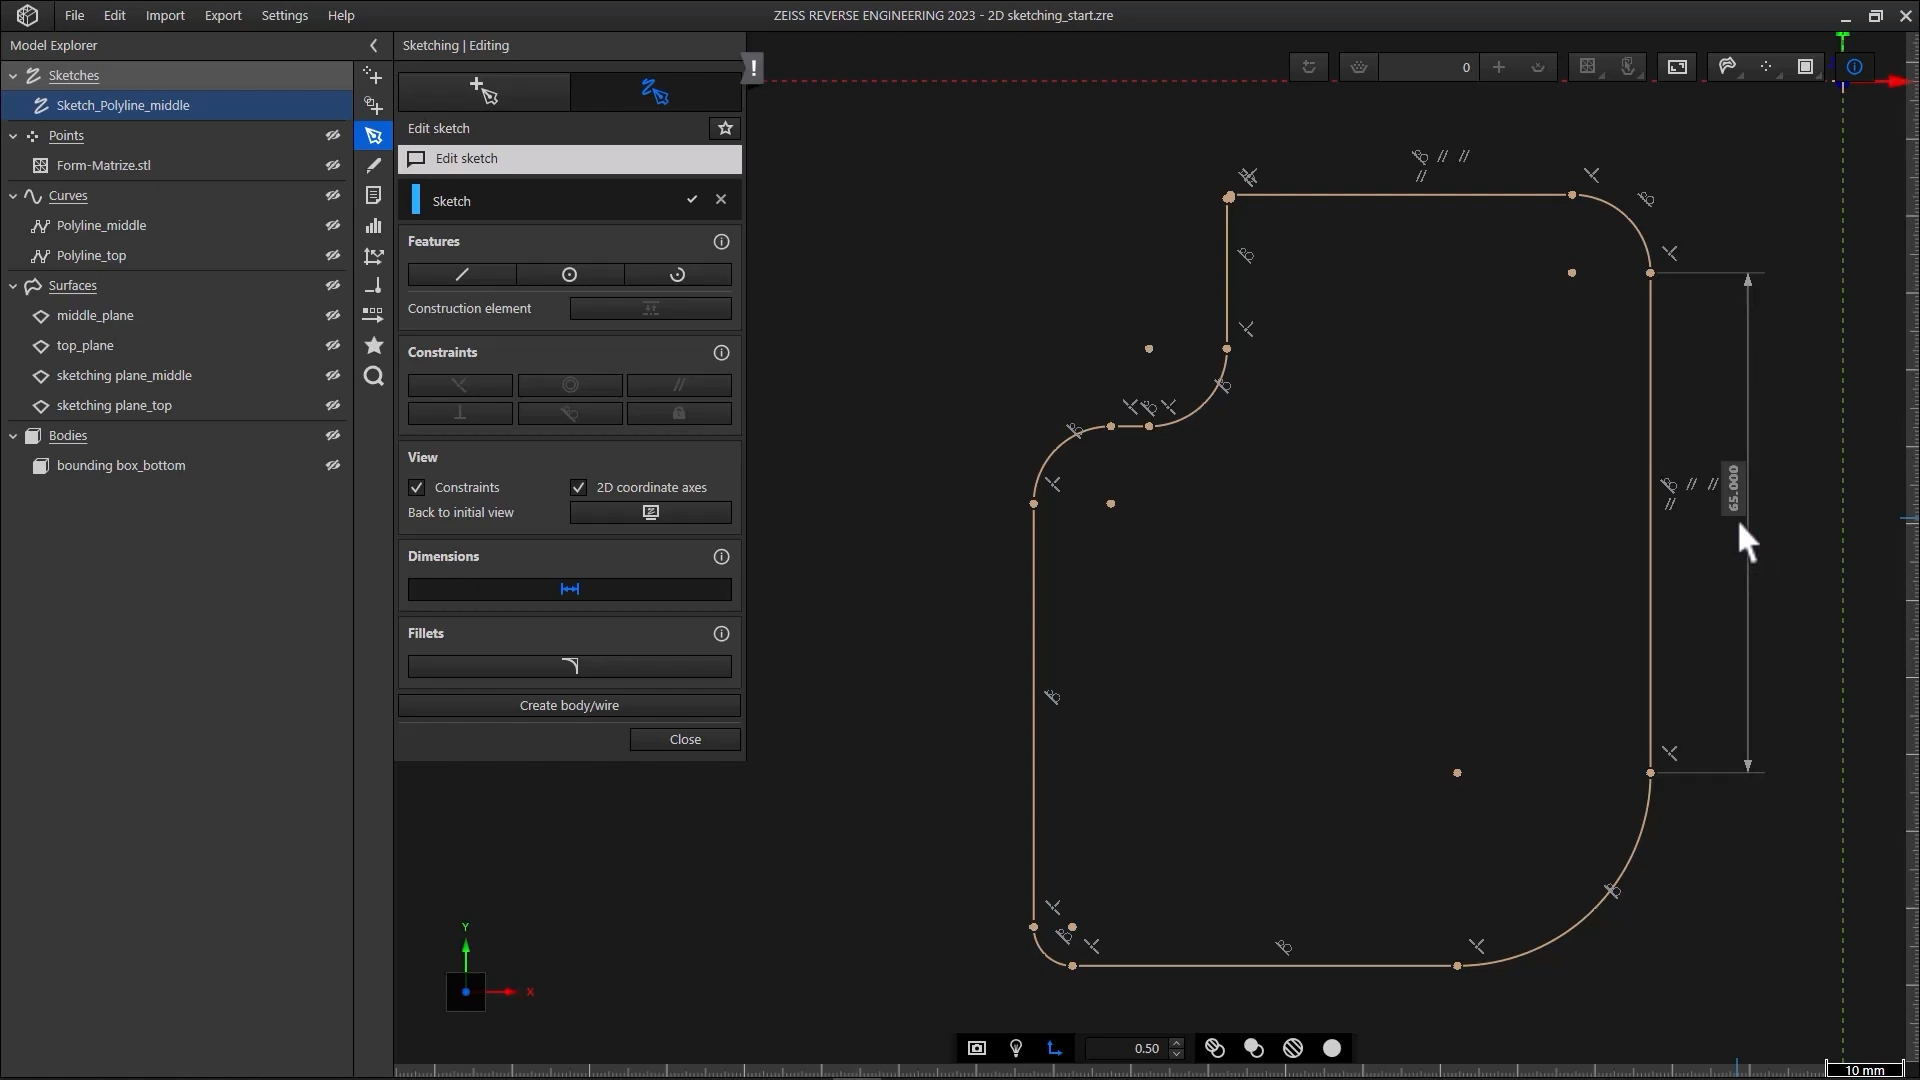 File Edit Import Export Settings Help
ZEISS REVERSE ENGINEERING 2023 - 2D sketching_start.zre
Model Explorer
Sketches
Sketch_Polyline_middle
Points
Form-Matrize.stl
Curves
Polyline_middle
Polyline_top
Surfaces
middle_plane
top_plane
sketching plane_middle
sketching plane_top
Bodies
bounding box_bottom
Sketching | Editing
Edit sketch
Edit sketch
Sketch
Features
Construction element
Constraints
View
Constraints
2D coordinate axes
Back to initial view
Dimensions
Fillets
Create body/wire
Close
0
65.000
Y
X
0.50
10 mm